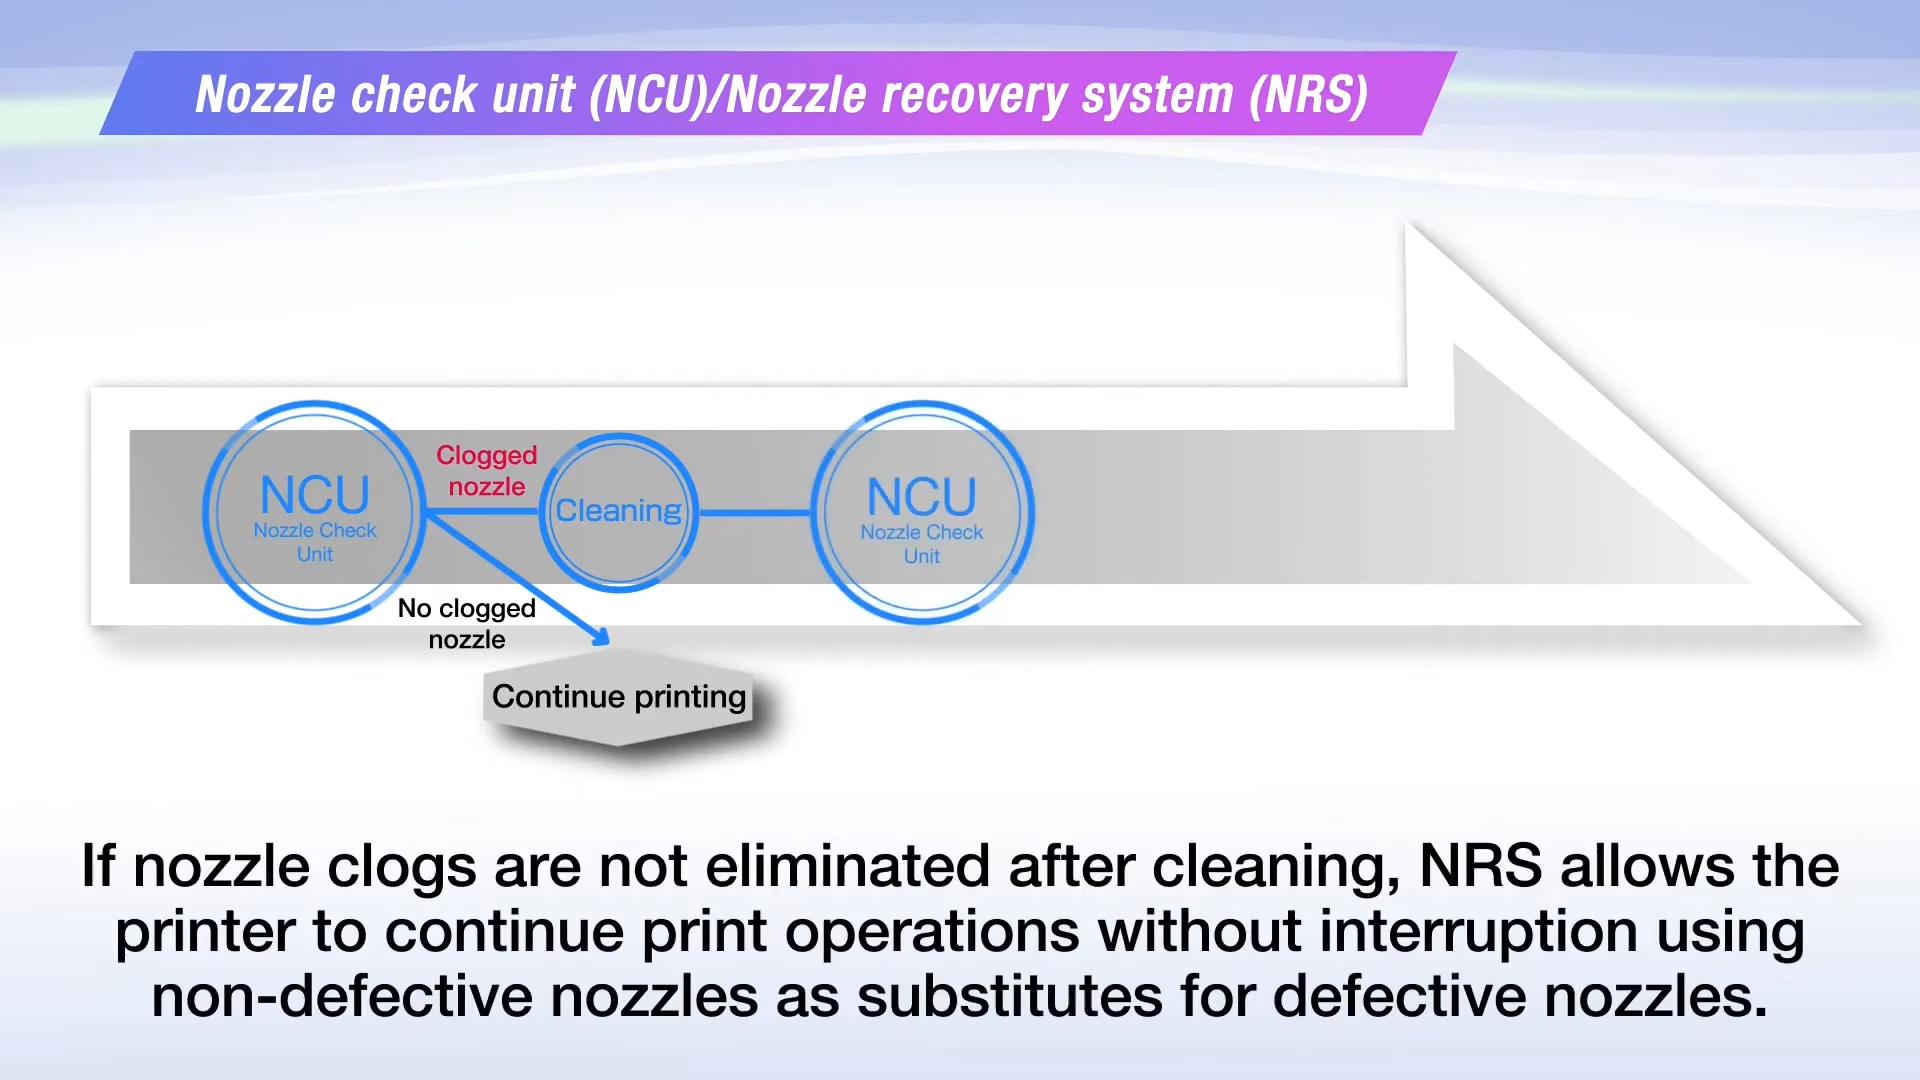 Nozzle check unit (NCU)/Nozzle recovery system (NRS)
NCU
Nozzle Check
Unit
Clogged
nozzle
Cleaning
NCU
Nozzle Check
Unit
No clogged
nozzle
Continue printing
If nozzle clogs are not eliminated after cleaning, NRS allows the
printer to continue print operations without interruption using
non-defective nozzles as substitutes for defective nozzles.